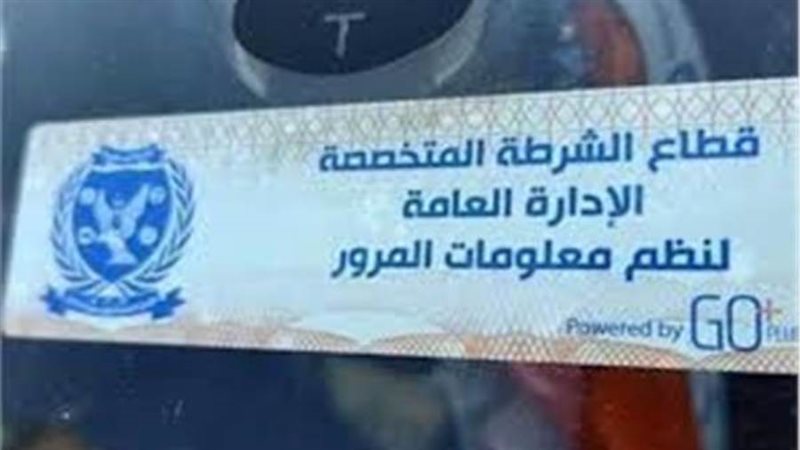 T
قطاع الشرطة المتخصصة
الإدارة العامة
لنظم معلومات المرور
Powered by GO+